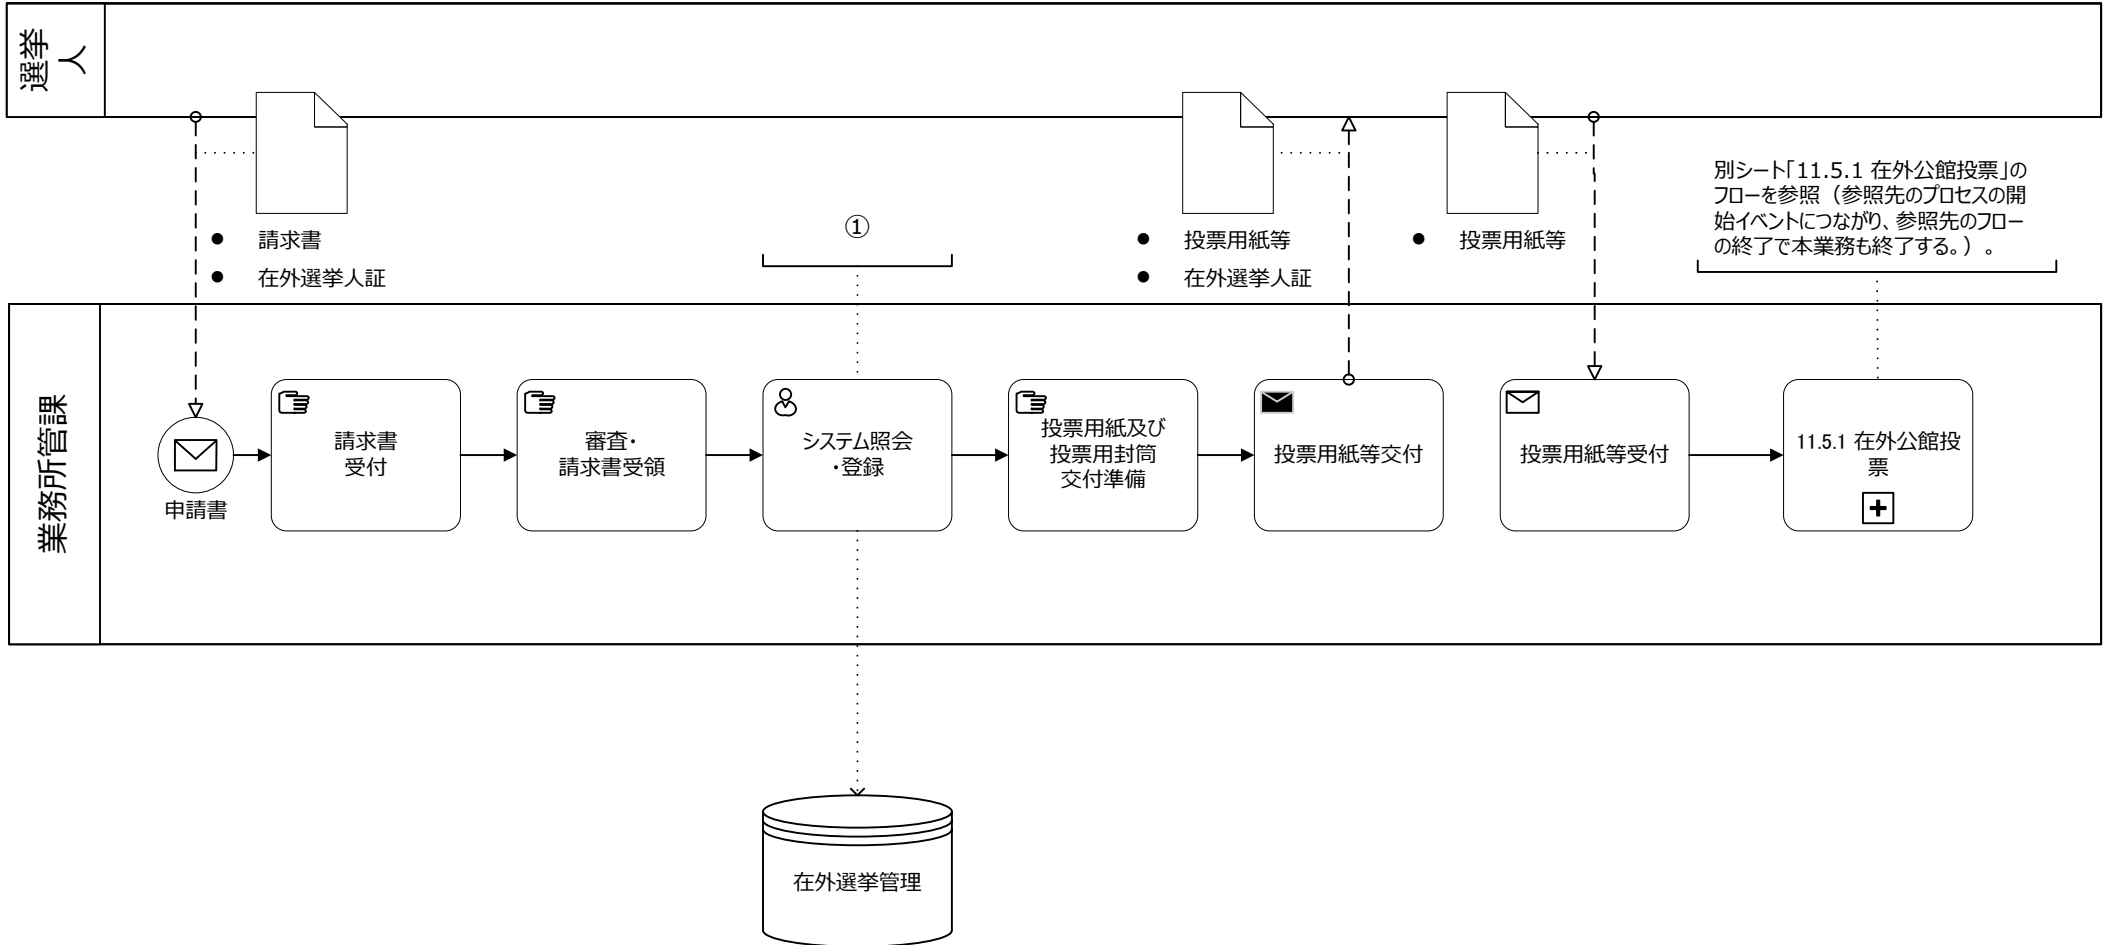 選挙
人
請求書
在外選挙人証
①
投票用紙等
在外選挙人証
投票用紙等
別シート「11.5.1 在外公館投票」の
フローを参照（参照先のプロセスの開
始イベントにつながり、参照先のフロー
の終了で本業務も終了する。）。
業務所管課
申請書
請求書
受付
審査・
請求書受領
システム照会
・登録
投票用紙及び
投票用封筒
交付準備
投票用紙等交付
投票用紙等受付
11.5.1 在外公館投
票
在外選挙管理